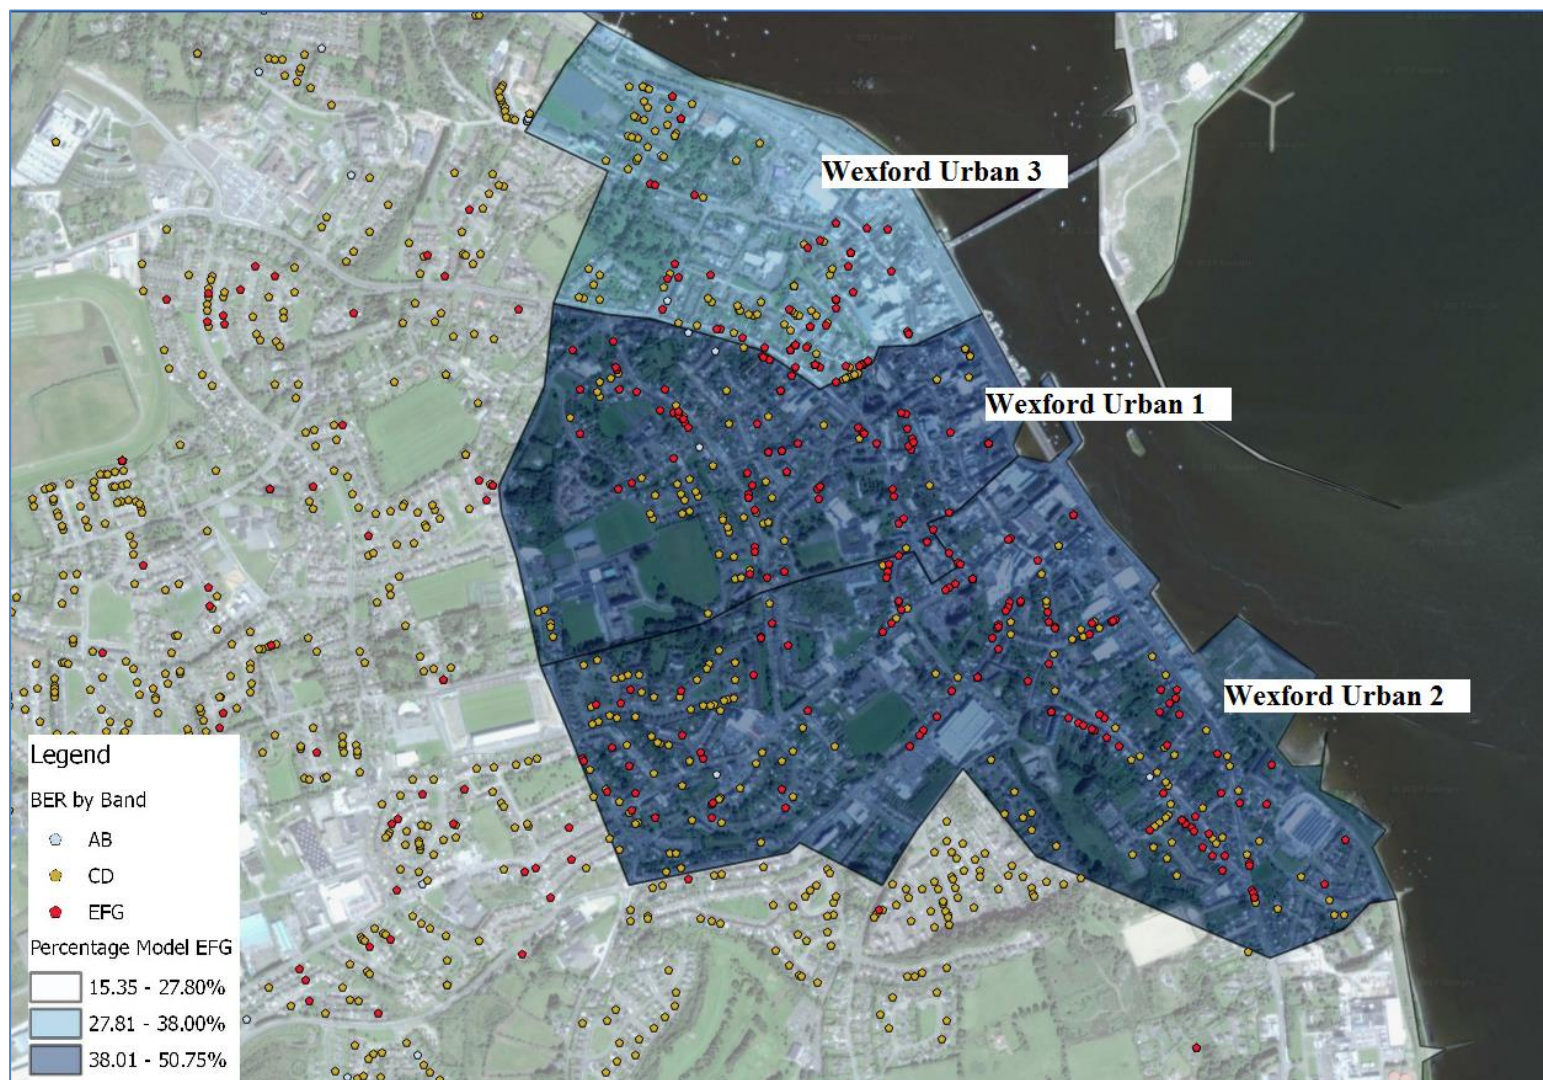 Wexford Urban 3
Wexford Urban 1
Wexford Urban 2
Legend
BER by Band
AB
CD
EFG
Percentage Model EFG
15.35 - 27.80%
27.81 - 38.00%
38.01 - 50.75%